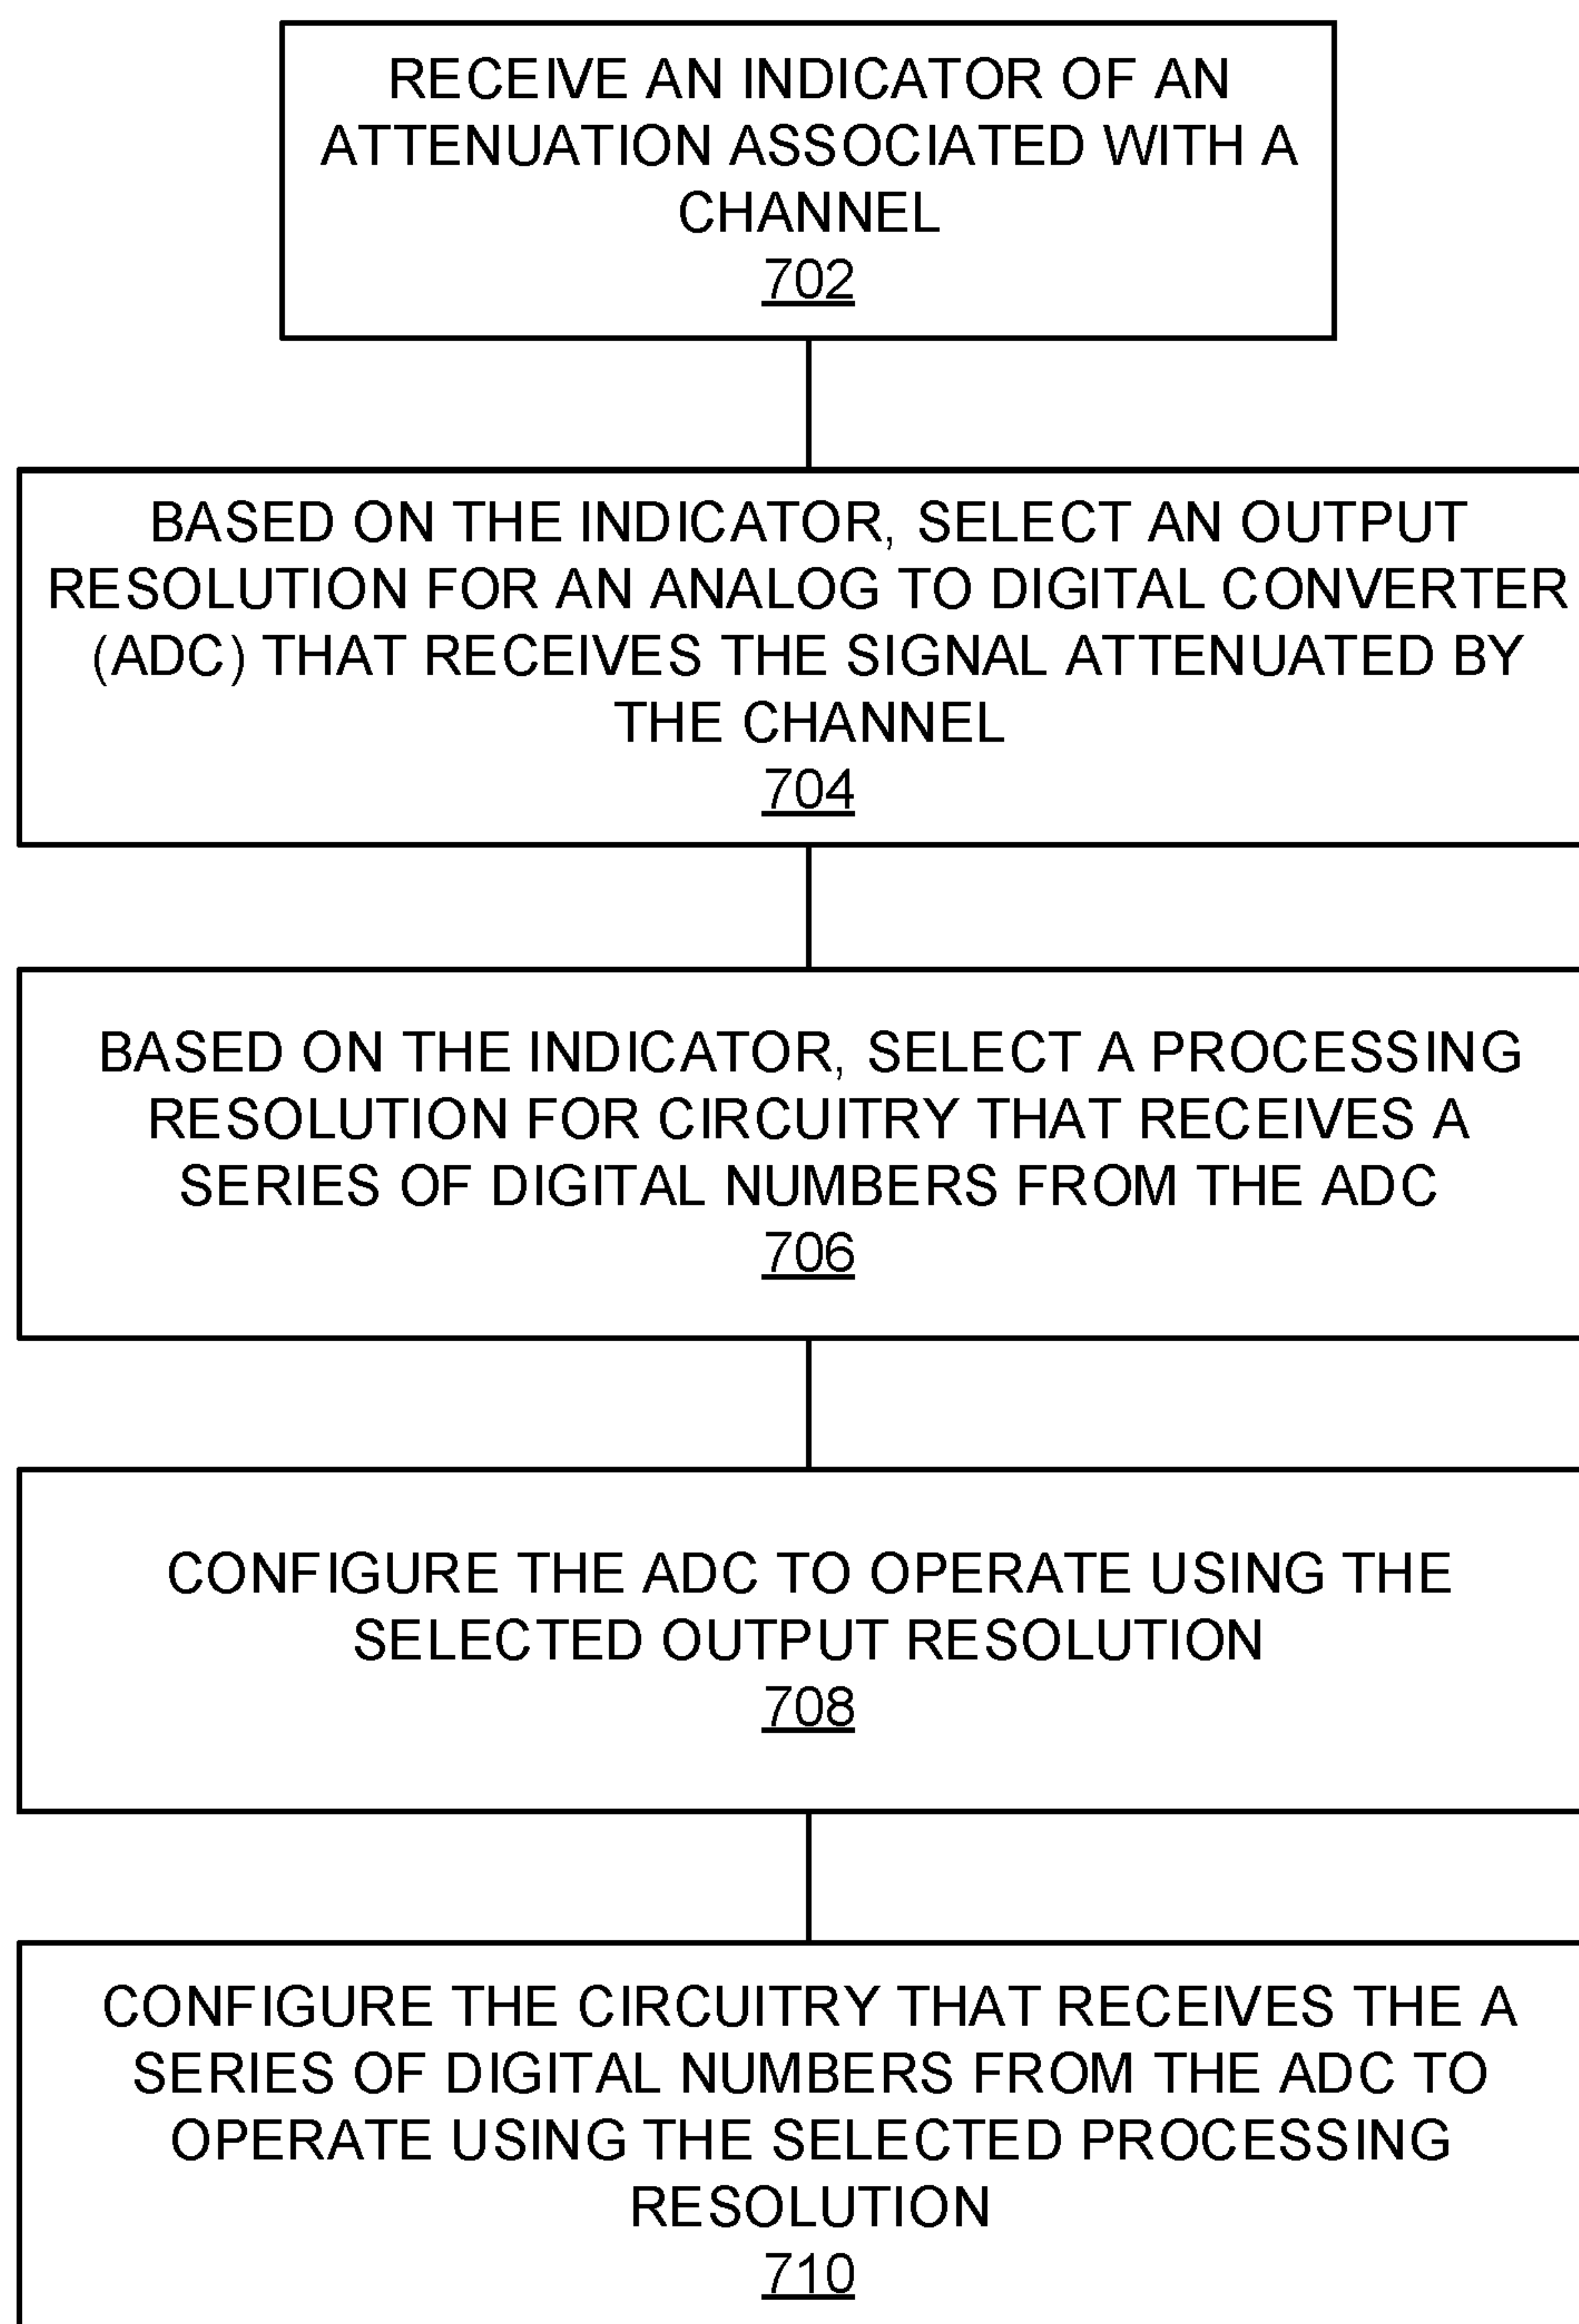 RECEIVE AN INDICATOR OF AN
ATTENUATION ASSOCIATED WITH A
CHANNEL
702
BASED ON THE INDICATOR, SELECT AN OUTPUT
RESOLUTION FOR AN ANALOG TO DIGITAL CONVERTER
(ADC) THAT RECEIVES THE SIGNAL ATTENUATED BY
THE CHANNEL
704
BASED ON THE INDICATOR, SELECT A PROCESSING
RESOLUTION FOR CIRCUITRY THAT RECEIVES A
SERIES OF DIGITAL NUMBERS FROM THE ADC
706
CONFIGURE THE ADC TO OPERATE USING THE
SELECTED OUTPUT RESOLUTION
708
CONFIGURE THE CIRCUITRY THAT RECEIVES THE A
SERIES OF DIGITAL NUMBERS FROM THE ADC TO
OPERATE USING THE SELECTED PROCESSING
RESOLUTION
710